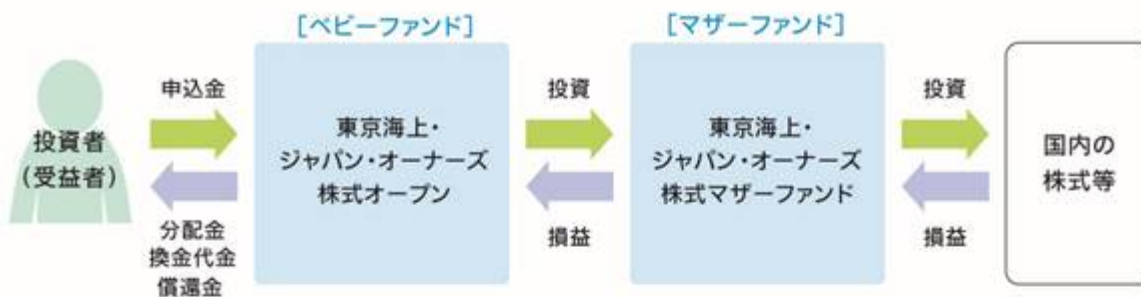 [ベビーファンド]
[マザーファンド]
投資者
(受益者)
申込金
分配金
換金代金
償還金
東京海上・
ジャパン・オーナーズ
株式オープン
投資
損益
東京海上・
ジャパン・オーナーズ
株式マザーファンド
投資
損益
国内の
株式等